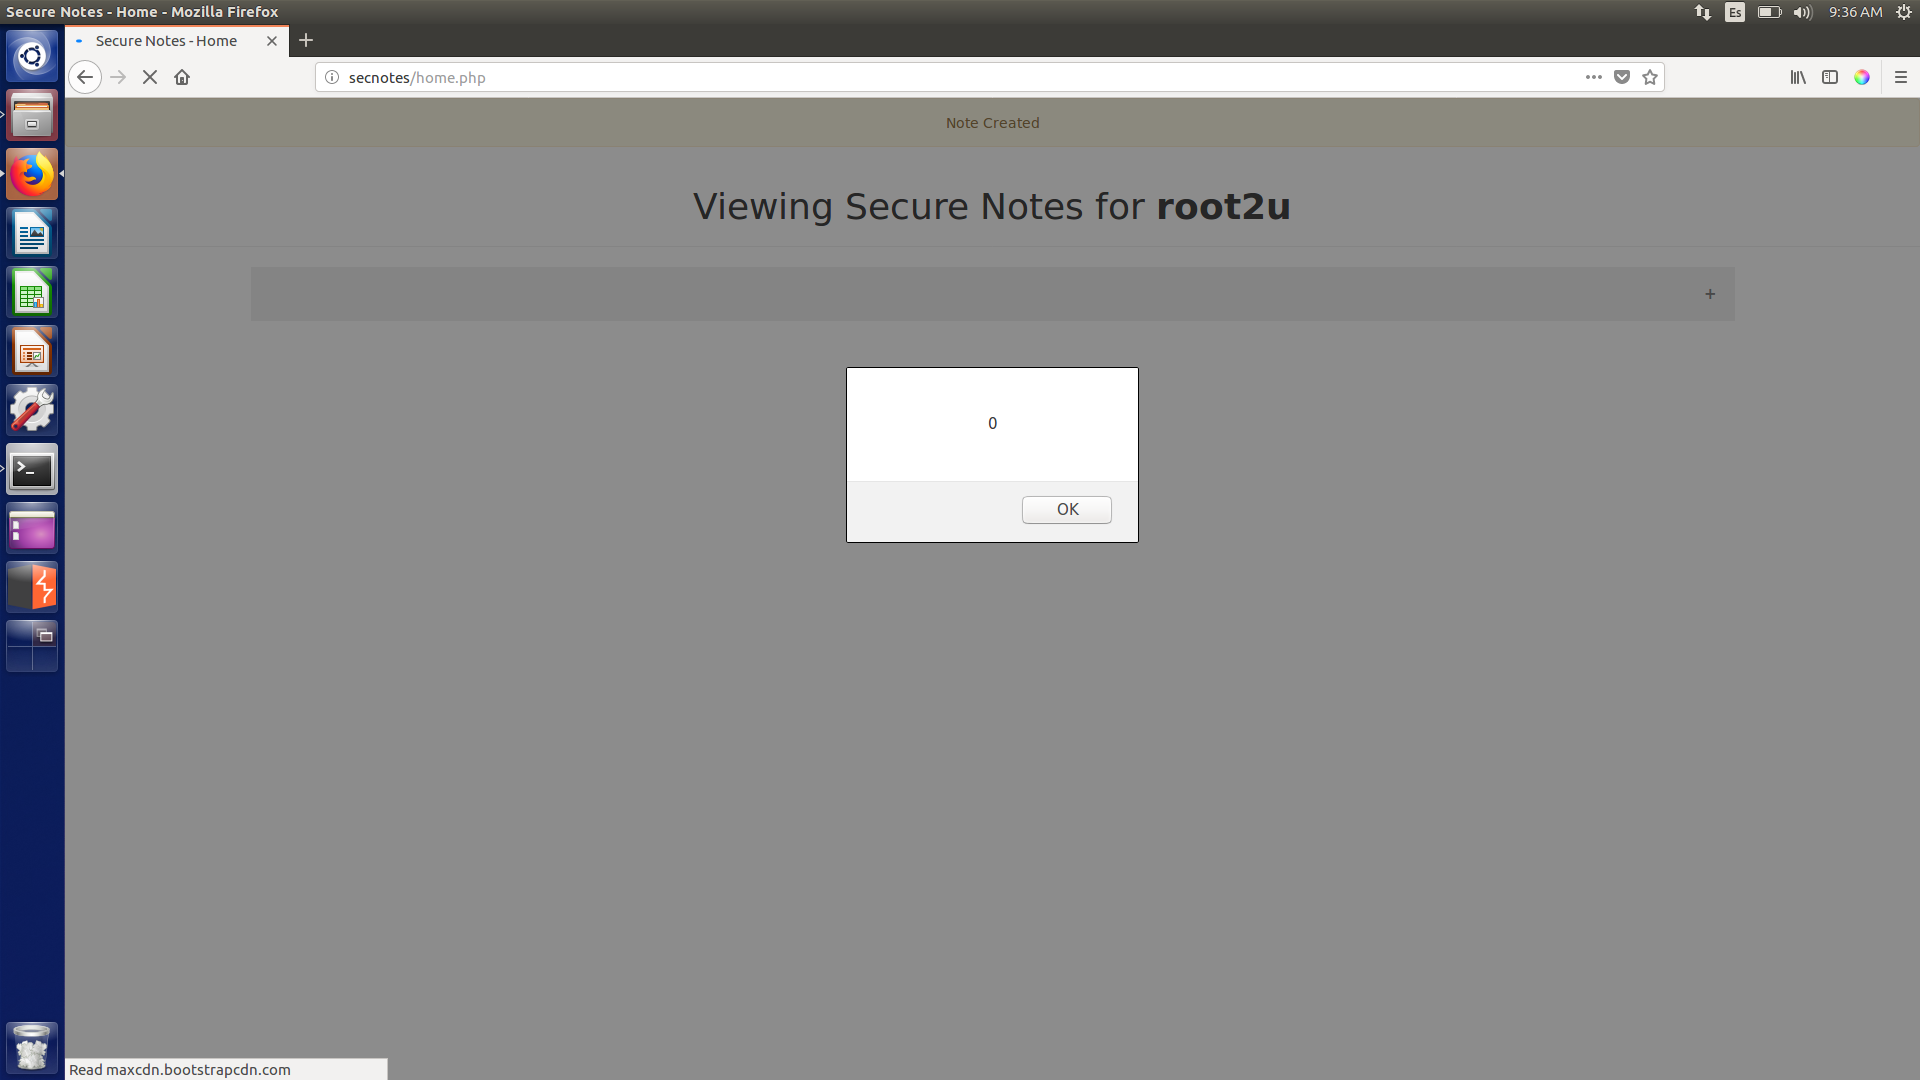 Secure Notes - Home - Mozilla Firefox
Es
9:36 AM
Secure Notes - Home
secnotes/home.php
Note Created
Viewing Secure Notes for root2u
+
0
OK
Read maxcdn.bootstrapcdn.com